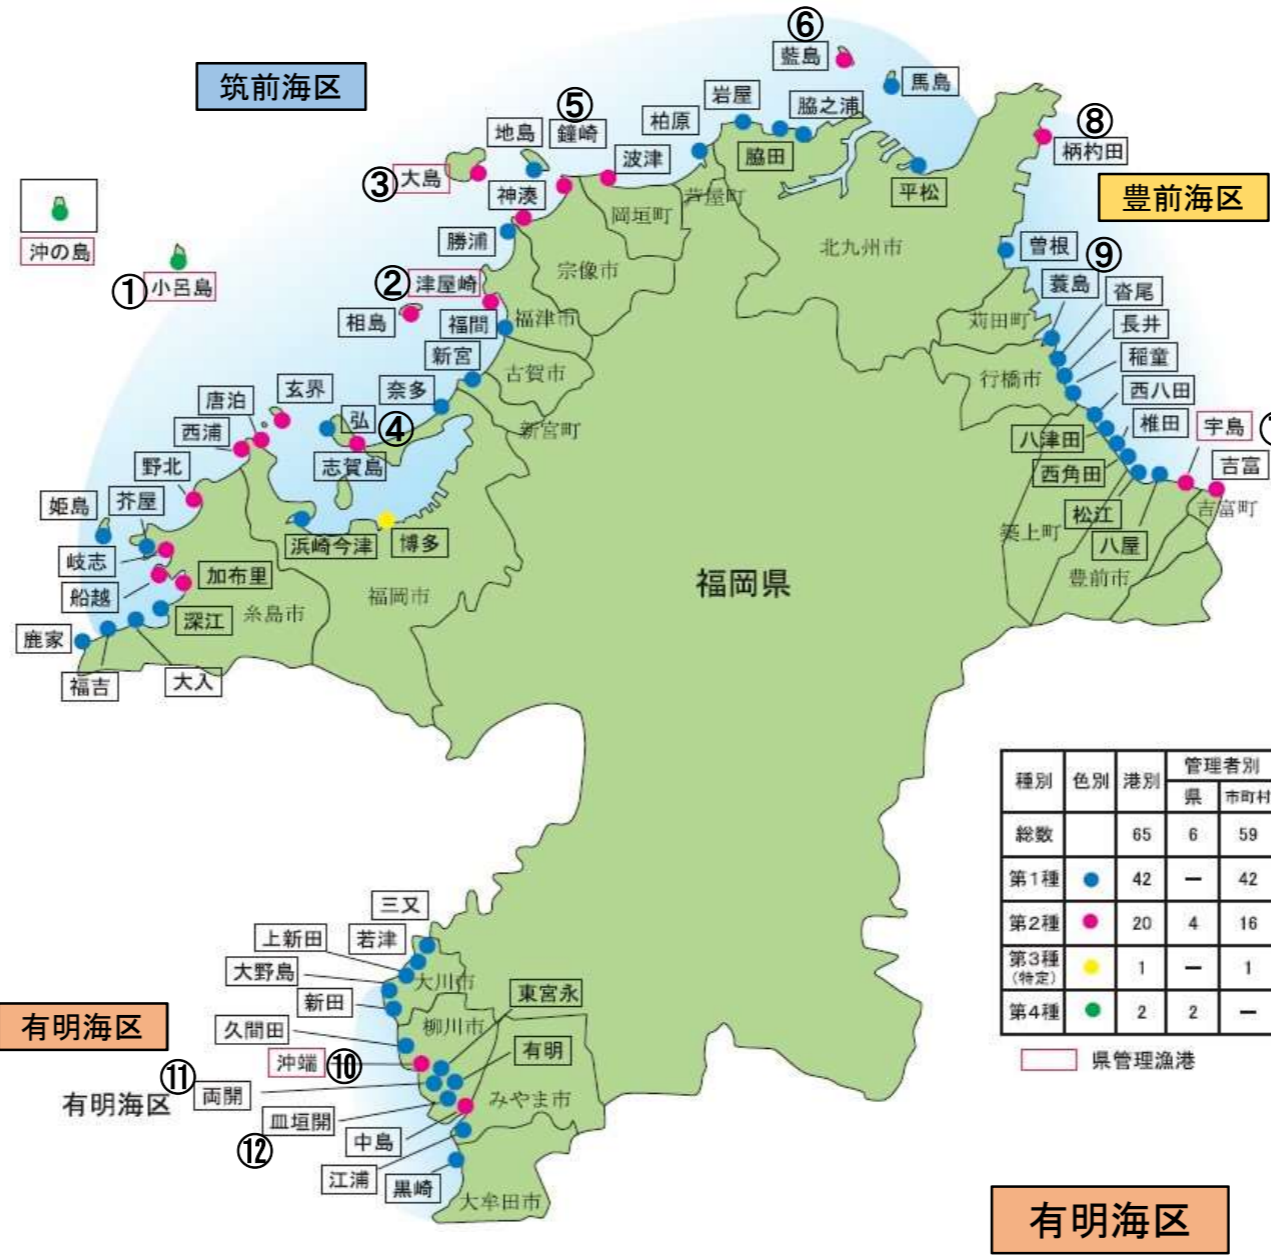 筑前海区
⑥
藍島
馬島
岩屋
脇之浦
⑤
鐘崎
柏原
地島
波津
脇田
⑧
柄杓田
③
大島
神湊
芦屋町
平松
豊前海区
岡垣町
北九州市
沖の島
勝浦
宗像市
曽根
⑨
①
小呂島
②
津屋崎
蓑島
沓尾
相島
福間
福津市
苅田町
長井
新宮
古賀市
行橋市
稲童
唐泊
玄界
奈多
西八田
西浦
弘
④
新宮町
八津田
椎田
宇島
野北
志賀島
西角田
吉富
姫島
芥屋
浜崎今津
博多
松江
築上町
吉富町
岐志
八屋
船越
加布里
福岡市
福岡県
豊前市
深江
糸島市
鹿家
福吉
大入
種別
色別
港別
管理者別
県
市町村
総数 65 6 59
第1種 42 ー 42
第2種 20 4 16
第3種
(特定)
1 ー 1
第4種 2 2 ー
県管理漁港
三又
上新田
若津
大野島
大川市
新田
東宮永
有明海区
久間田
柳川市
沖端
⑩
有明
⑪
両開
みやま市
有明海区
皿垣開
⑫
中島
江浦
黒崎
大牟田市
有明海区